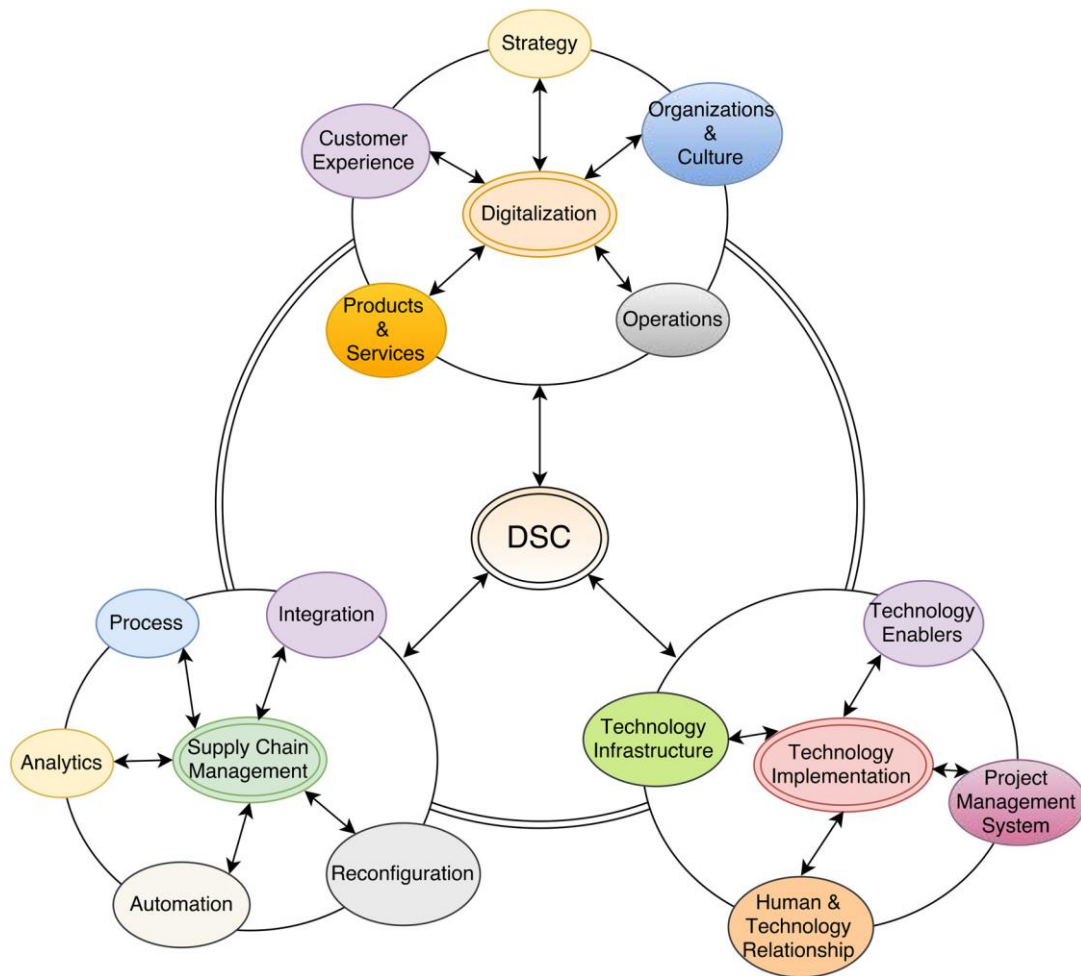 Strategy
Organizations
&
Culture
Customer
Experience
Digitalization
Products
&
Services
Operations
DSC
Process
Integration
Analytics
Supply Chain
Management
Automation
Reconfiguration
Technology
Enablers
Technology
Infrastructure
Technology
Implementation
Project
Management
System
Human &
Technology
Relationship